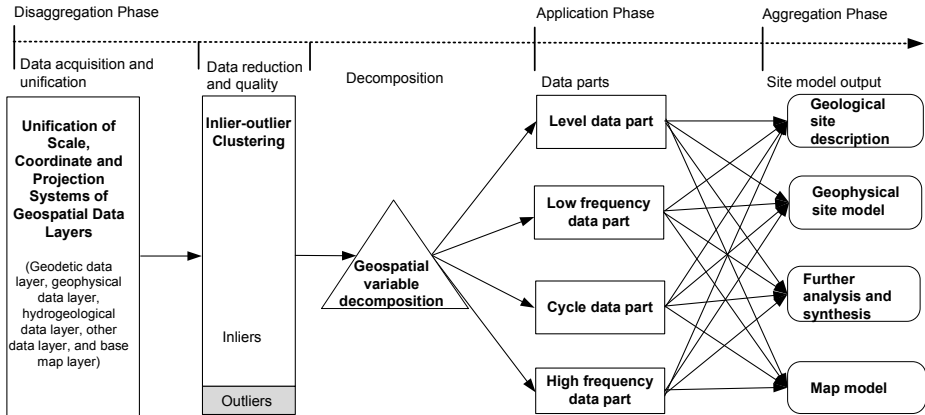 Disaggregation Phase
Application Phase
Aggregation Phase
Data acquisition and
unification
Data reduction
and quality
Decomposition
Data parts
Site model output
Unification of
Scale,
Coordinate and
Projection
Systems of
Geospatial Data
Layers
(Geodetic data
layer, geophysical
data layer,
hydrogeological
data layer, other
data layer, and base
map layer)
Inlier-outlier
Clustering
Inliers
Outliers
Geospatial
variable
decomposition
Level data part
Low frequency
data part
Cycle data part
High frequency
data part
Geological
site
description
Geophysical
site model
Further
analysis and
synthesis
Map model